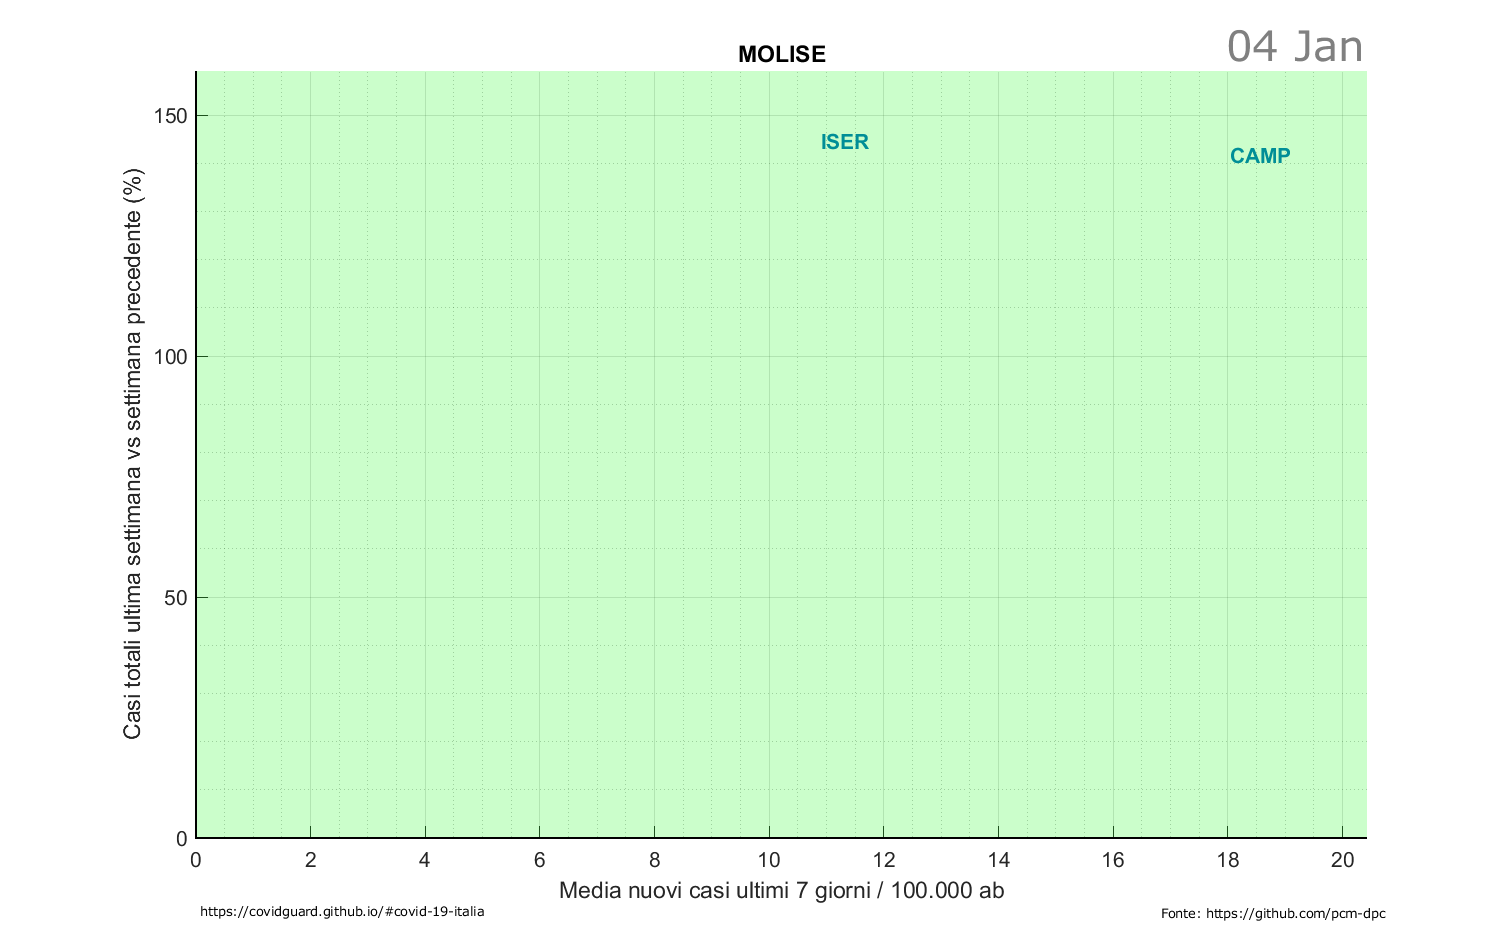 04 Jan
MOLISE
150
ISER
CAMP
100
50
0
Casi totali ultima settimana vs settimana precedente (%)
0 2 4 6 8 10 12 14 16 18 20
Media nuovi casi ultimi 7 giorni / 100.000 ab
https://covidguard.github.io/#covid-19-italia
Fonte: https://github.com/pcm-dpc